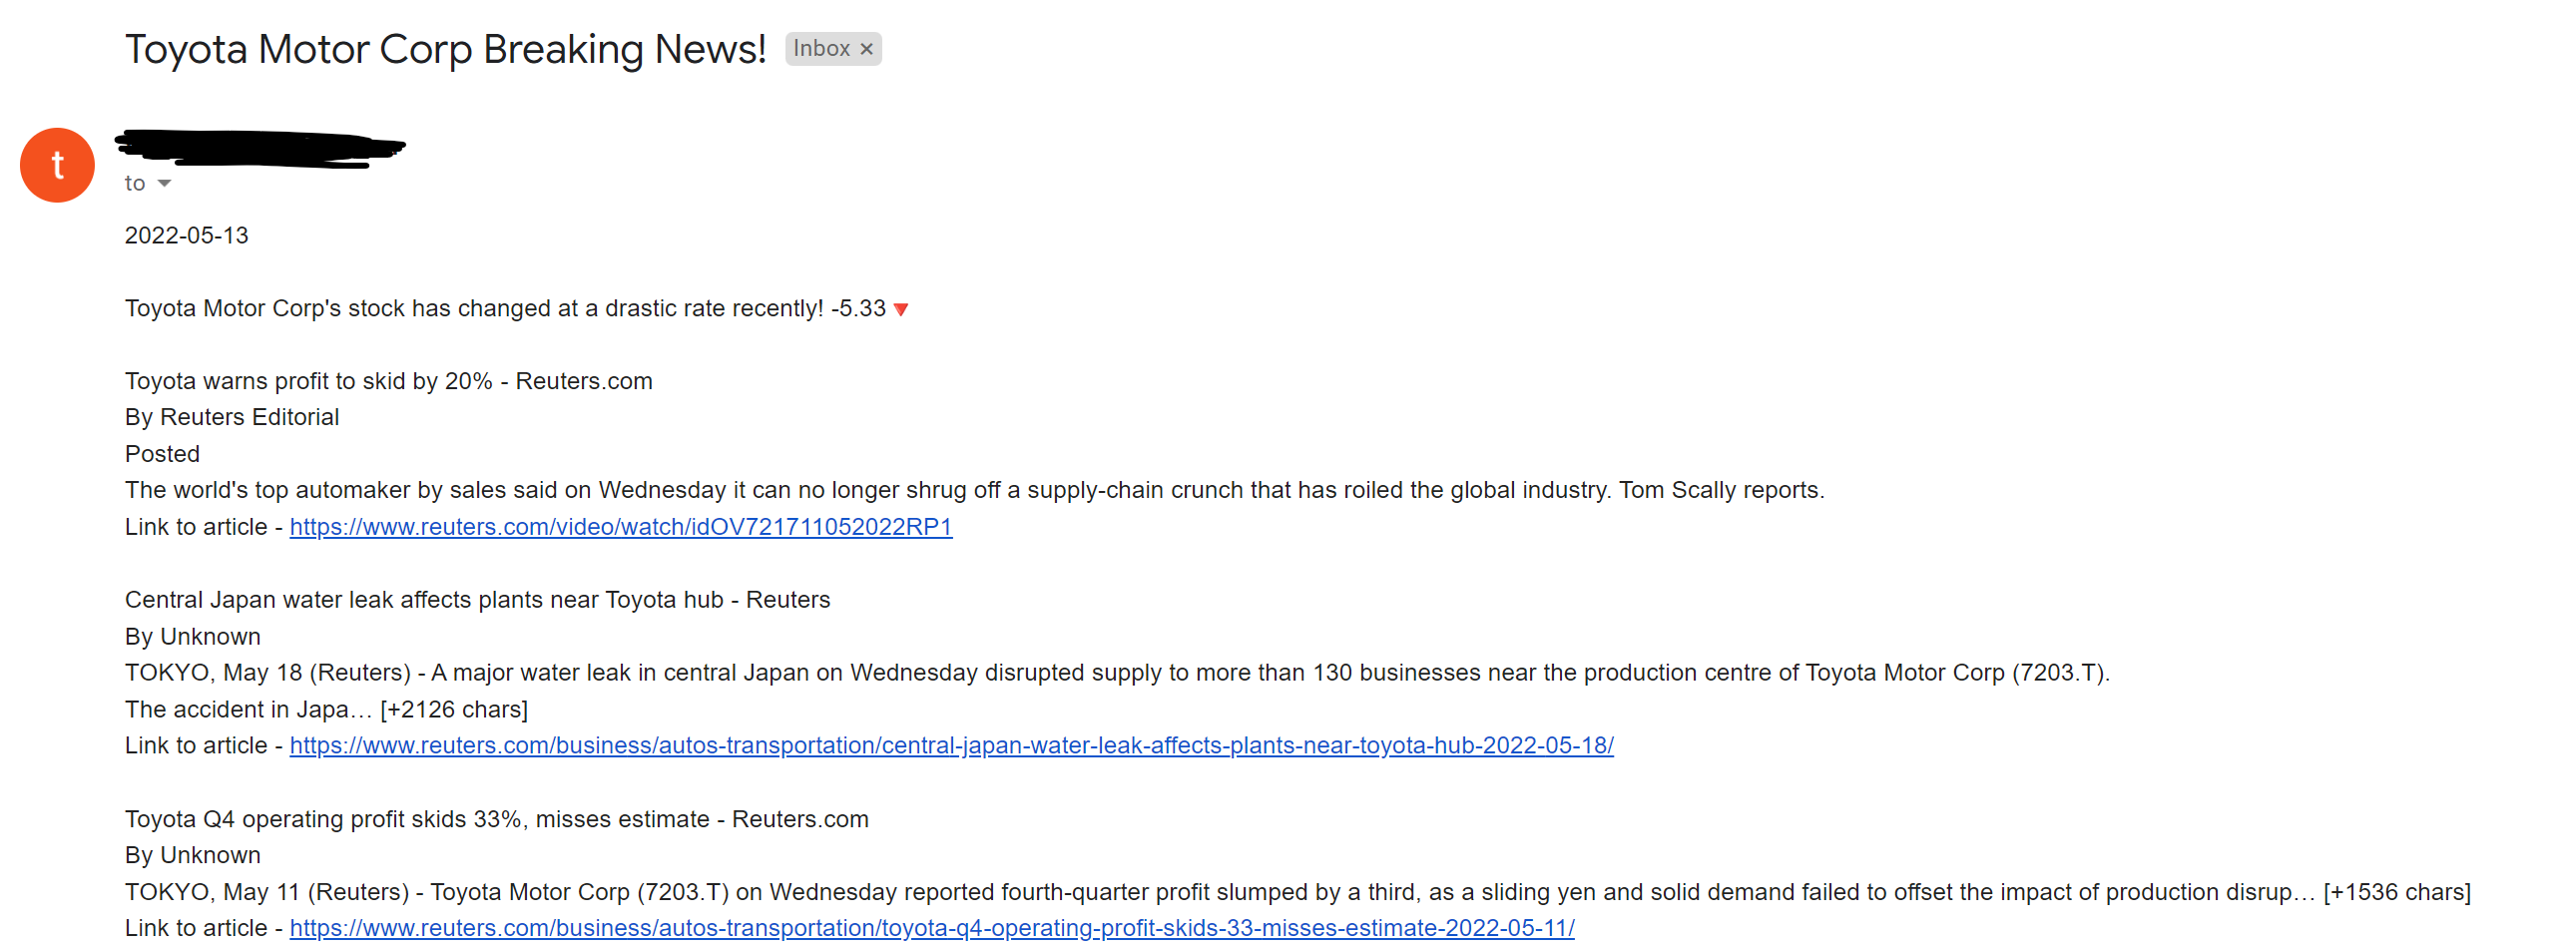 Toyota Motor Corp Breaking News! Inbox ×
t
to
2022-05-13
Toyota Motor Corp's stock has changed at a drastic rate recently! -5.33🔻
Toyota warns profit to skid by 20% - Reuters.com
By Reuters Editorial
Posted
The world's top automaker by sales said on Wednesday it can no longer shrug off a supply-chain crunch that has roiled the global industry. Tom Scally reports.
Link to article - https://www.reuters.com/video/watch/idOV721711052022RP1
Central Japan water leak affects plants near Toyota hub - Reuters
By Unknown
TOKYO, May 18 (Reuters) - A major water leak in central Japan on Wednesday disrupted supply to more than 130 businesses near the production centre of Toyota Motor Corp (7203.T).
The accident in Japa… [+2126 chars]
Link to article - https://www.reuters.com/business/autos-transportation/central-japan-water-leak-affects-plants-near-toyota-hub-2022-05-18/
Toyota Q4 operating profit skids 33%, misses estimate - Reuters.com
By Unknown
TOKYO, May 11 (Reuters) - Toyota Motor Corp (7203.T) on Wednesday reported fourth-quarter profit slumped by a third, as a sliding yen and solid demand failed to offset the impact of production disrup… [+1536 chars]
Link to article - https://www.reuters.com/business/autos-transportation/toyota-q4-operating-profit-skids-33-misses-estimate-2022-05-11/